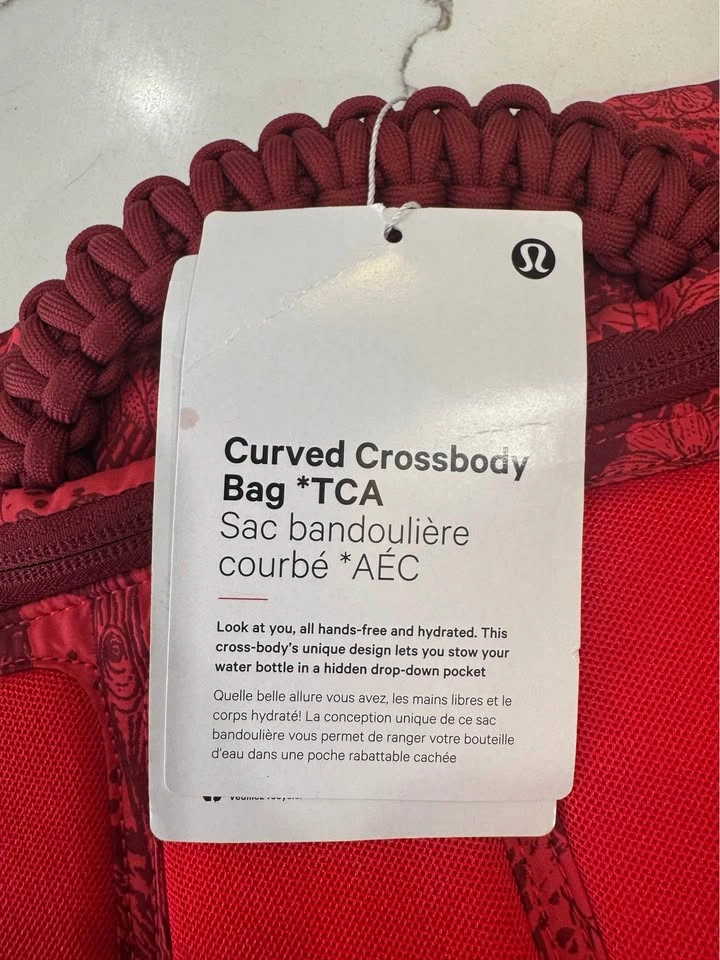 Curved Crossbody
Bag *TCA
Sac bandoulière
courbé *AÉC
Look at you, all hands-free and hydrated. This
cross-body's unique design lets you stow your
water bottle in a hidden drop-down pocket
Quelle belle allure vous avez, les mains libres et le
corps hydraté! La conception unique de ce sac
bandoulière vous permet de ranger votre bouteille
d'eau dans une poche rabattable cachée